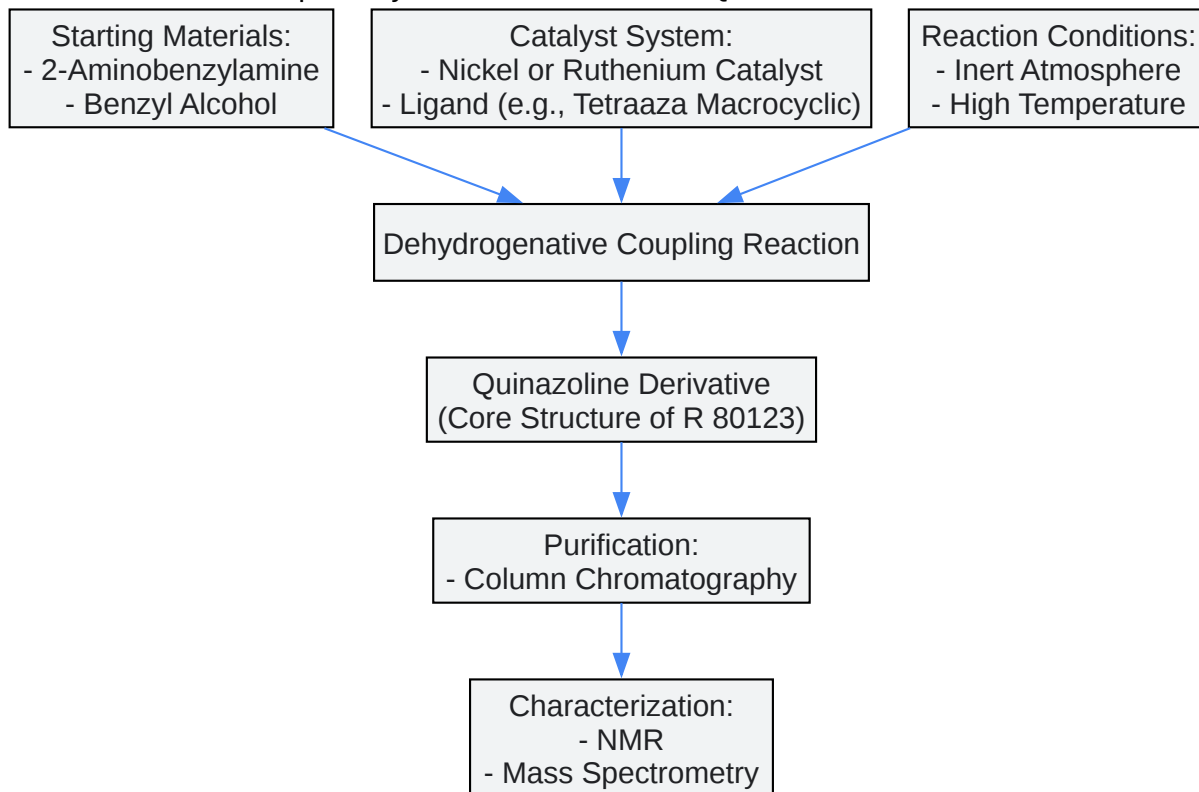 Starting Materials:
- 2-Aminobenzylamine
- Benzyl Alcohol
Catalyst System:
- Nickel or Ruthenium Catalyst
- Ligand (e.g., Tetraaza Macrocyclic)
Reaction Conditions:
- Inert Atmosphere
- High Temperature
Dehydrogenative Coupling Reaction
Quinazoline Derivative
(Core Structure of R 80123)
Purification:
- Column Chromatography
Characterization:
- NMR
- Mass Spectrometry